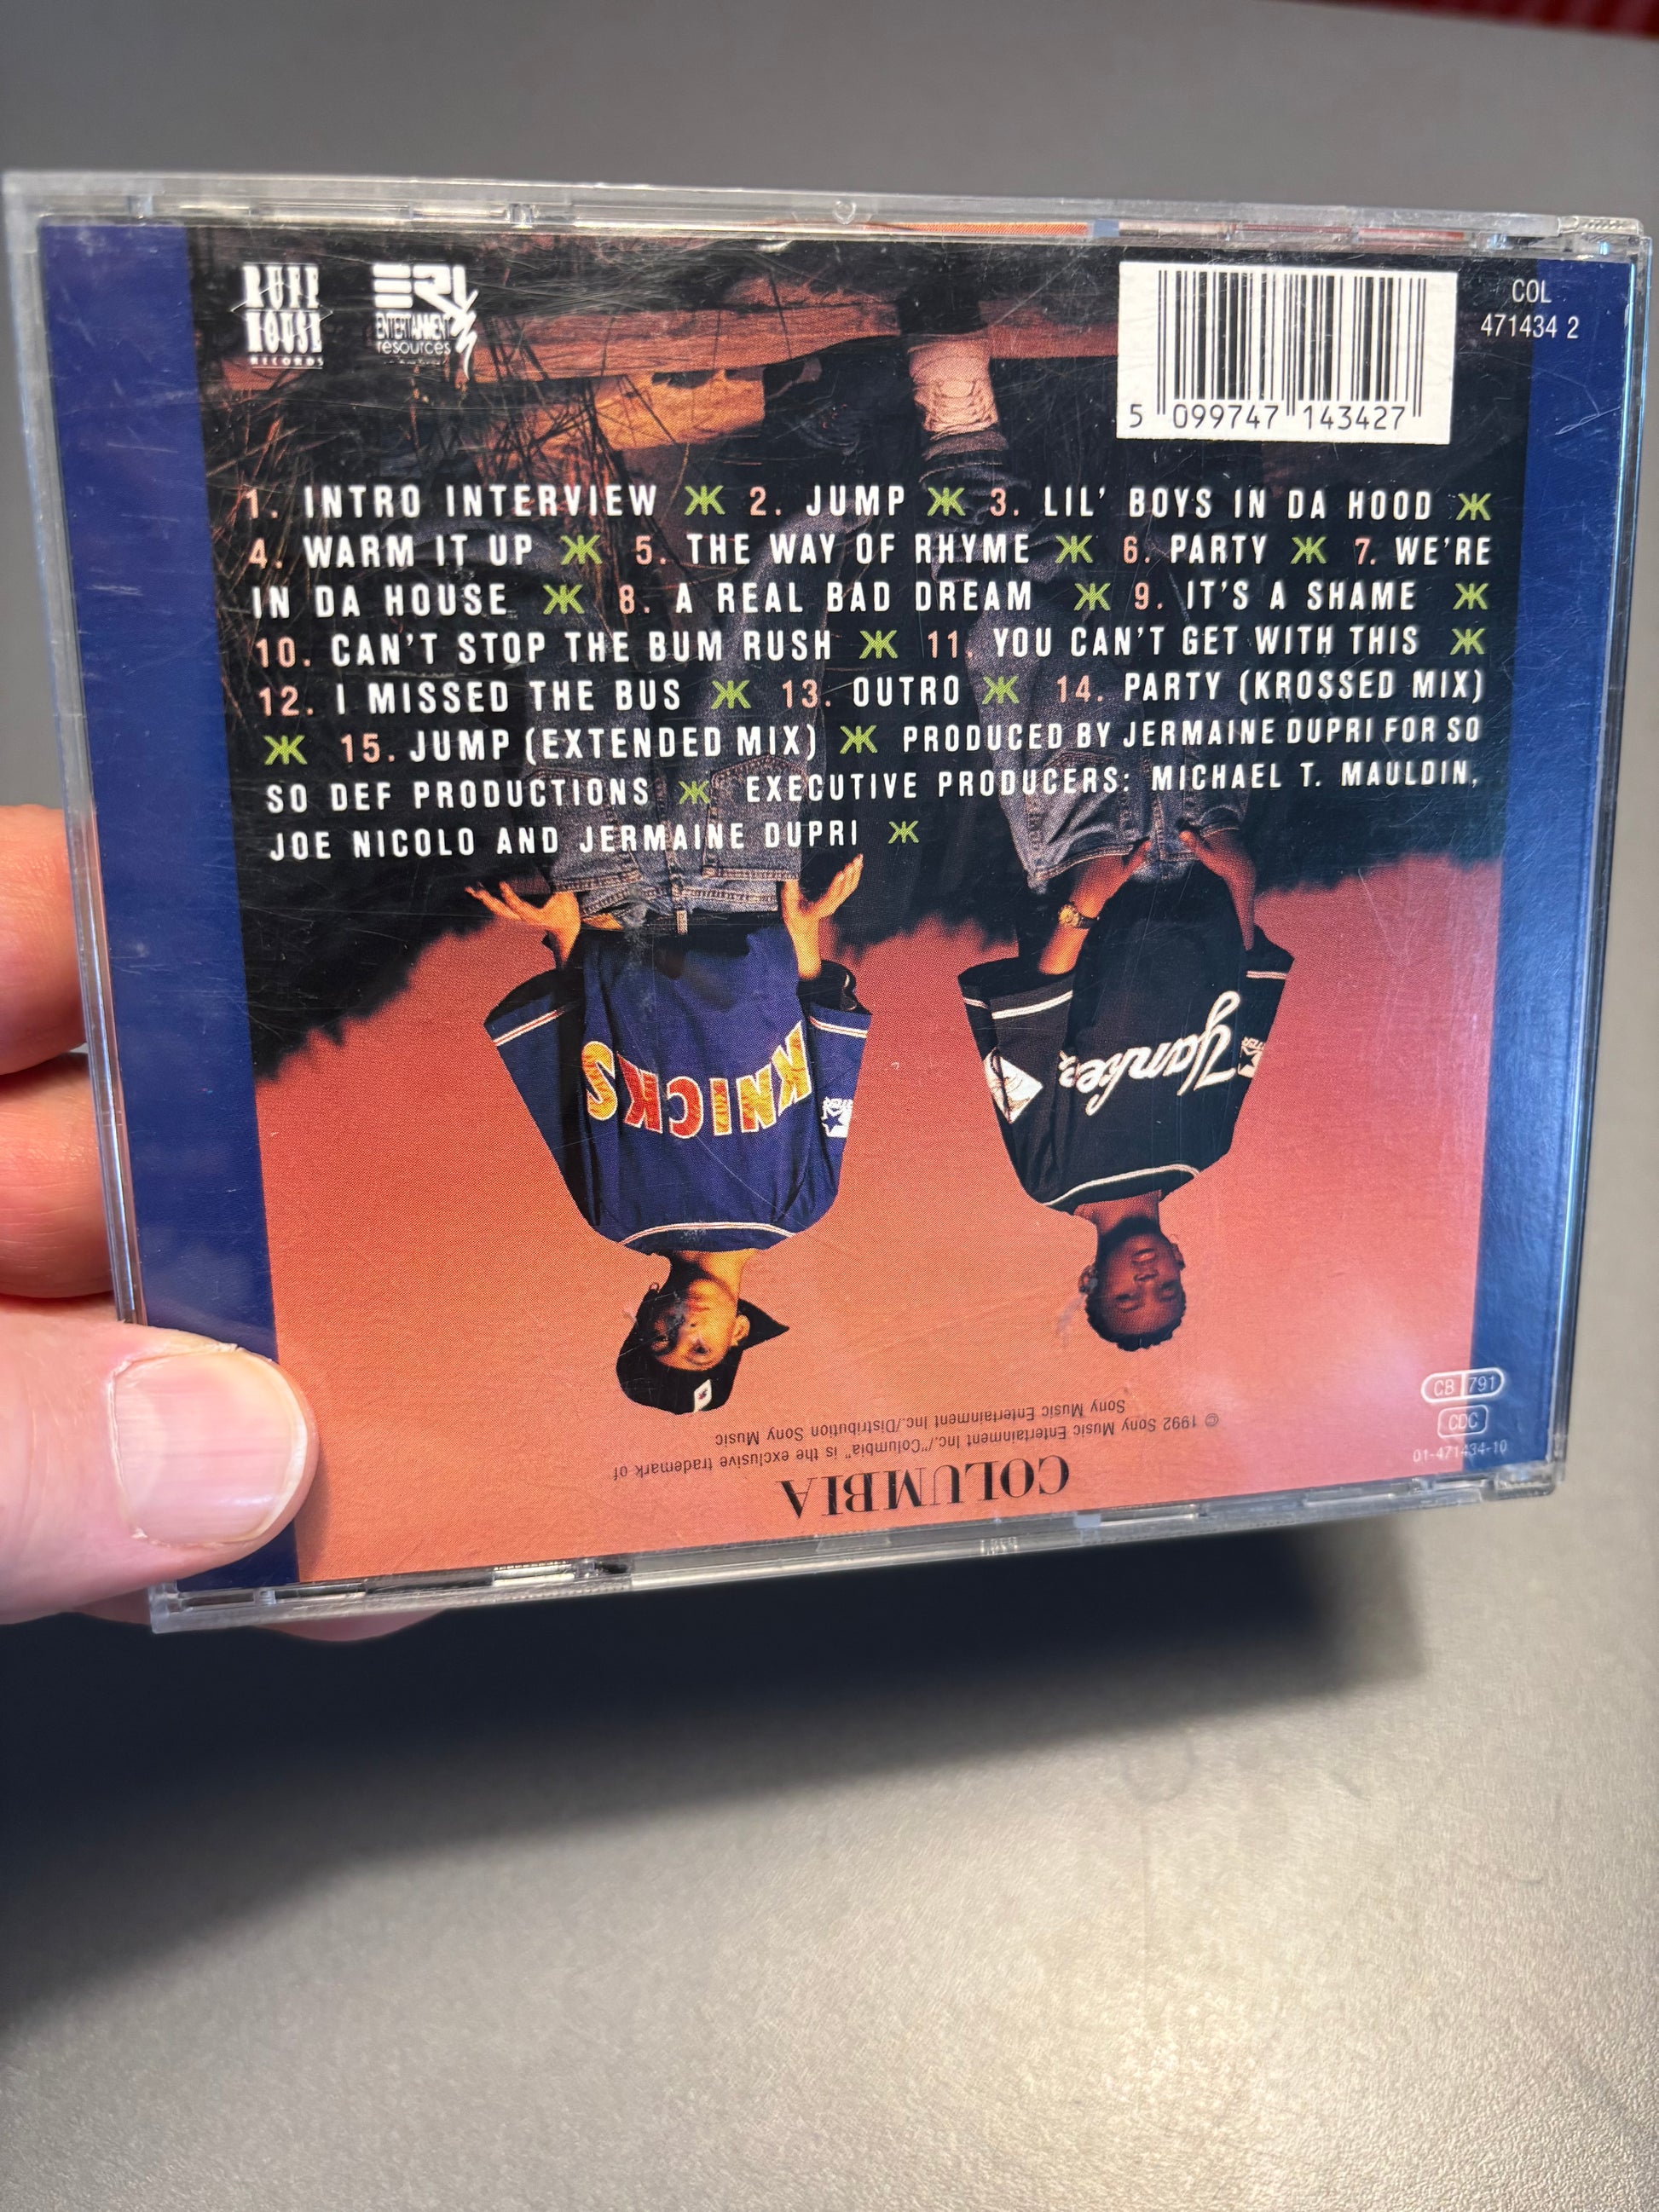 RUFF
HOUSE
RECORDS
ERI
ENTERTAINMENT
resources
COL
471434 2
5 099747 143427
1. INTRO INTERVIEW 2. JUMP 3. LIL' BOYS IN DA HOOD
4. WARM IT UP 5. THE WAY OF RHYME 6. PARTY 7. WE'RE
IN DA HOUSE 8. A REAL BAD DREAM 9. IT'S A SHAME
10. CAN'T STOP THE BUM RUSH 11. YOU CAN'T GET WITH THIS
12. I MISSED THE BUS 13. OUTRO 14. PARTY (KROSSED MIX)
15. JUMP (EXTENDED MIX) PRODUCED BY JERMAINE DUPRI FOR SO
SO DEF PRODUCTIONS EXECUTIVE PRODUCERS: MICHAEL T. MAULDIN,
JOE NICOLO AND JERMAINE DUPRI
KNICKS
Yankees
COLUMBIA
© 1992 Sony Music Entertainment Inc./"Columbia" is the exclusive trademark of
Sony Music Entertainment Inc./Distribution Sony Music
CB 791
CDC
01-471434-10